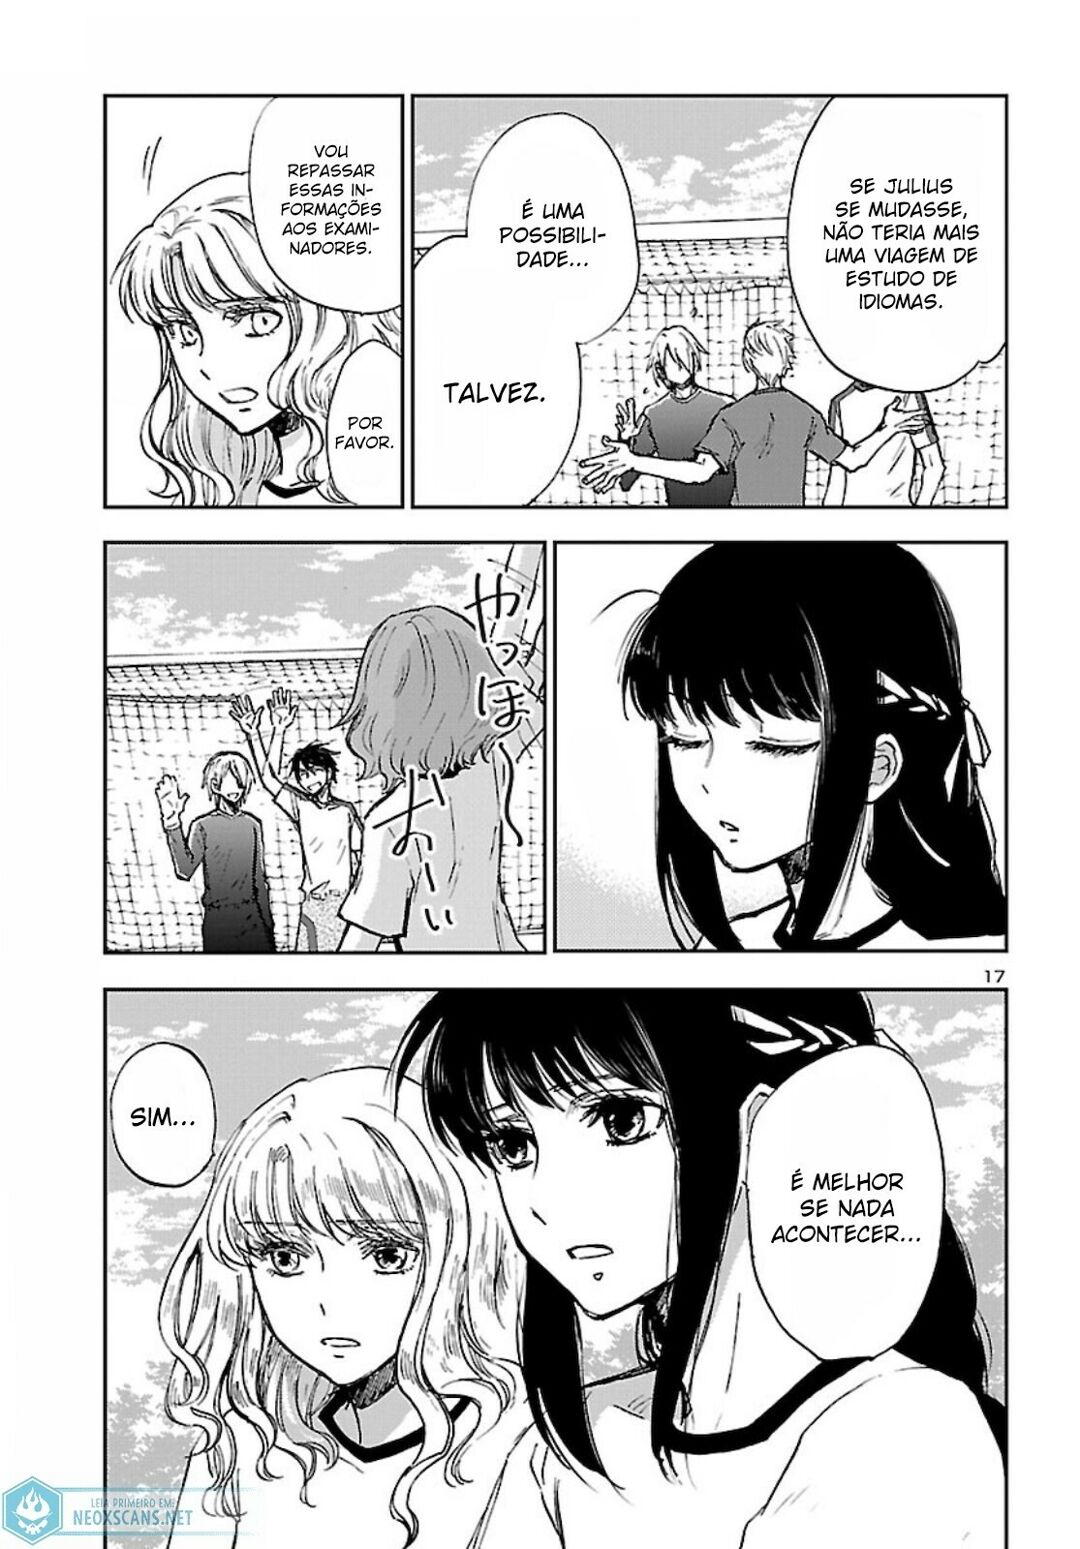 SE JULIUS
SE MUDASSE,
NÃO TERIA MAIS
UMA VIAGEM DE
ESTUDO DE
IDIOMAS.
É UMA
POSSIBILI-
DADE...
TALVEZ.
VOU
REPASSAR
ESSAS IN-
FORMAÇÕES
AOS EXAMI-
NADORES.
POR
FAVOR.
やっほ〜
おーい
17
É MELHOR
SE NADA
ACONTECER...
SIM...
LEIA PRIMEIRO EM:
NEOXSCANS.NET